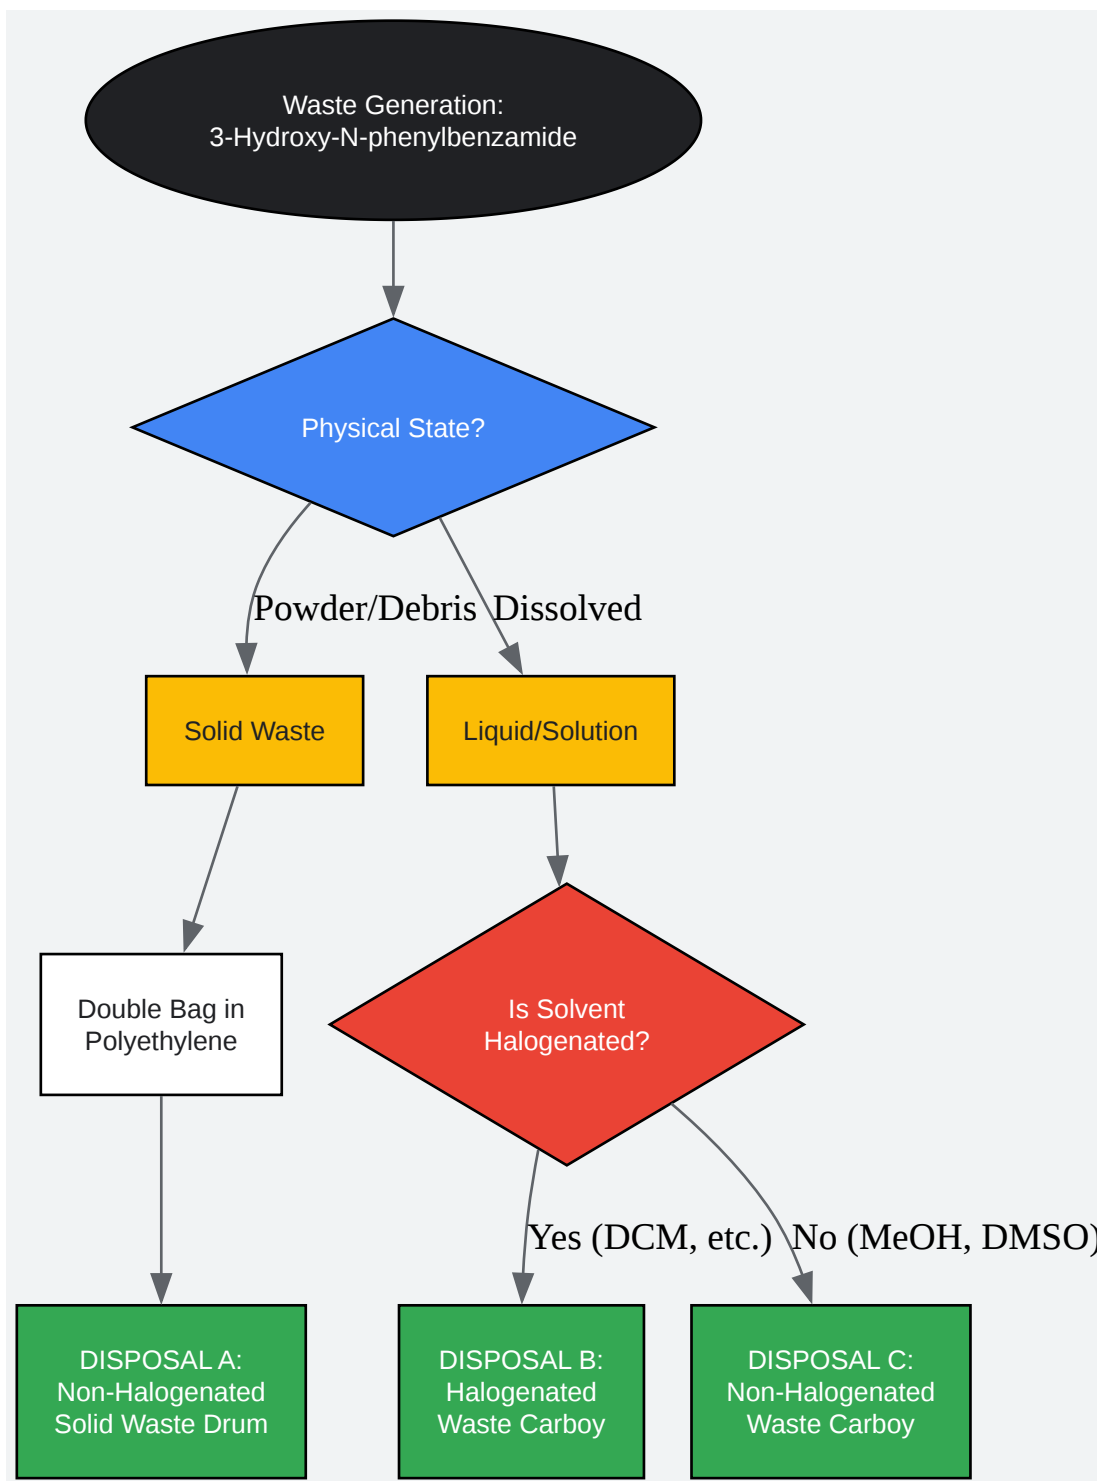 Waste Generation:
3-Hydroxy-N-phenylbenzamide
Physical State?
Powder/Debris
Dissolved
Solid Waste
Liquid/Solution
Double Bag in
Polyethylene
Is Solvent
Halogenated?
Yes (DCM, etc.)
No (MeOH, DMSO)
DISPOSAL A:
Non-Halogenated
Solid Waste Drum
DISPOSAL B:
Halogenated
Waste Carboy
DISPOSAL C:
Non-Halogenated
Waste Carboy